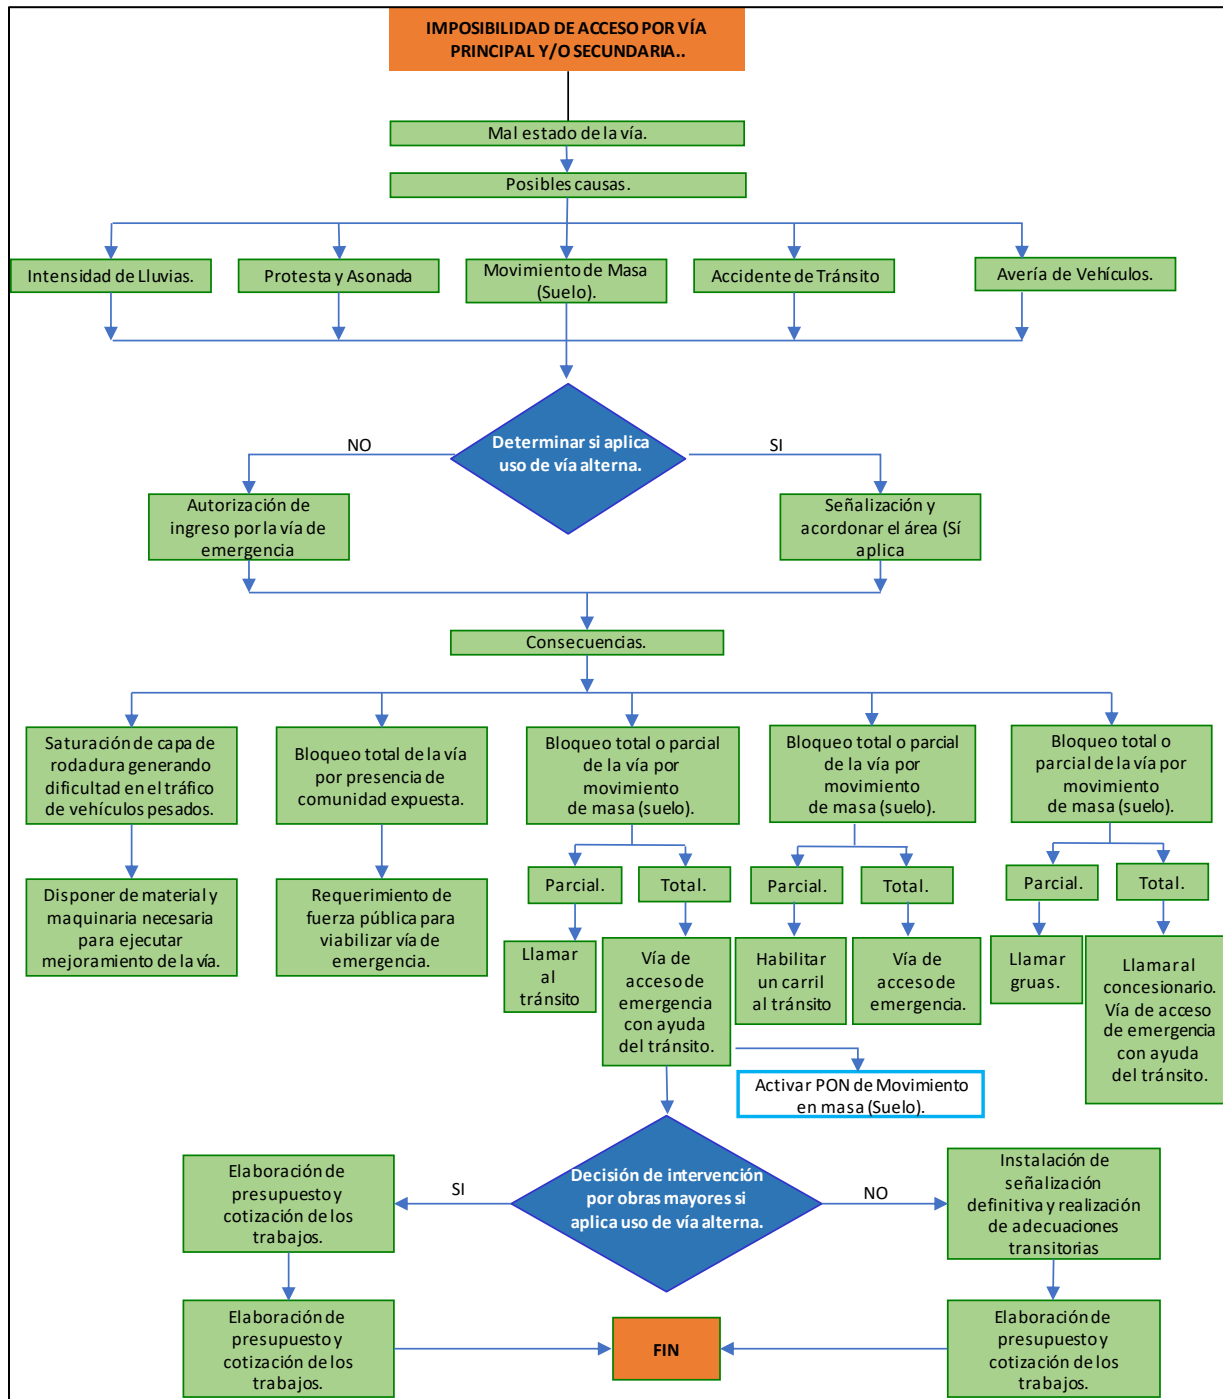 IMPOSIBILIDAD DE ACCESO POR VÍA
PRINCIPAL Y/O SECUNDARIA..
Mal estado de la vía.
Posibles causas.
Intensidad de Lluvias.
Protesta y Asonada
Movimiento de Masa
(Suelo).
Accidente de Tránsito
Avería de Vehículos.
Determinar si aplica
uso de vía alterna.
NO
SI
Autorización de
ingreso por la vía de
emergencia
Señalización y
acordonar el área (Sí
aplica
Consecuencias.
Saturación de capa de
rodadura generando
dificultad en el tráfico
de vehículos pesados.
Bloqueo total de la vía
por presencia de
comunidad expuesta.
Bloqueo total o parcial
de la vía por
movimiento
de masa (suelo).
Bloqueo total o parcial
de la vía por
movimiento
de masa (suelo).
Bloqueo total o
parcial de la vía por
movimiento
de masa (suelo).
Disponer de material y
maquinaria necesaria
para ejecutar
mejoramiento de la vía.
Requerimiento de
fuerza pública para
viabilizar vía de
emergencia.
Parcial.
Total.
Parcial.
Total.
Parcial.
Total.
Llamar
al
tránsito
Vía de
acceso de
emergencia
con ayuda
del tránsito.
Habilitar
un carril
al tránsito
Vía de
acceso de
emergencia.
Llamar
gruas.
Llamar al
concesionario.
Vía de acceso
de emergencia
con ayuda
del tránsito.
Activar PON de Movimiento
en masa (Suelo).
Decisión de intervención
por obras mayores si
aplica uso de vía alterna.
SI
NO
Elaboración de
presupuesto y
cotización de los
trabajos.
Instalación de
señalización
definitiva y realización
de adecuaciones
transitorias
Elaboración de
presupuesto y
cotización de los
trabajos.
FIN
Elaboración de
presupuesto y
cotización de los
trabajos.